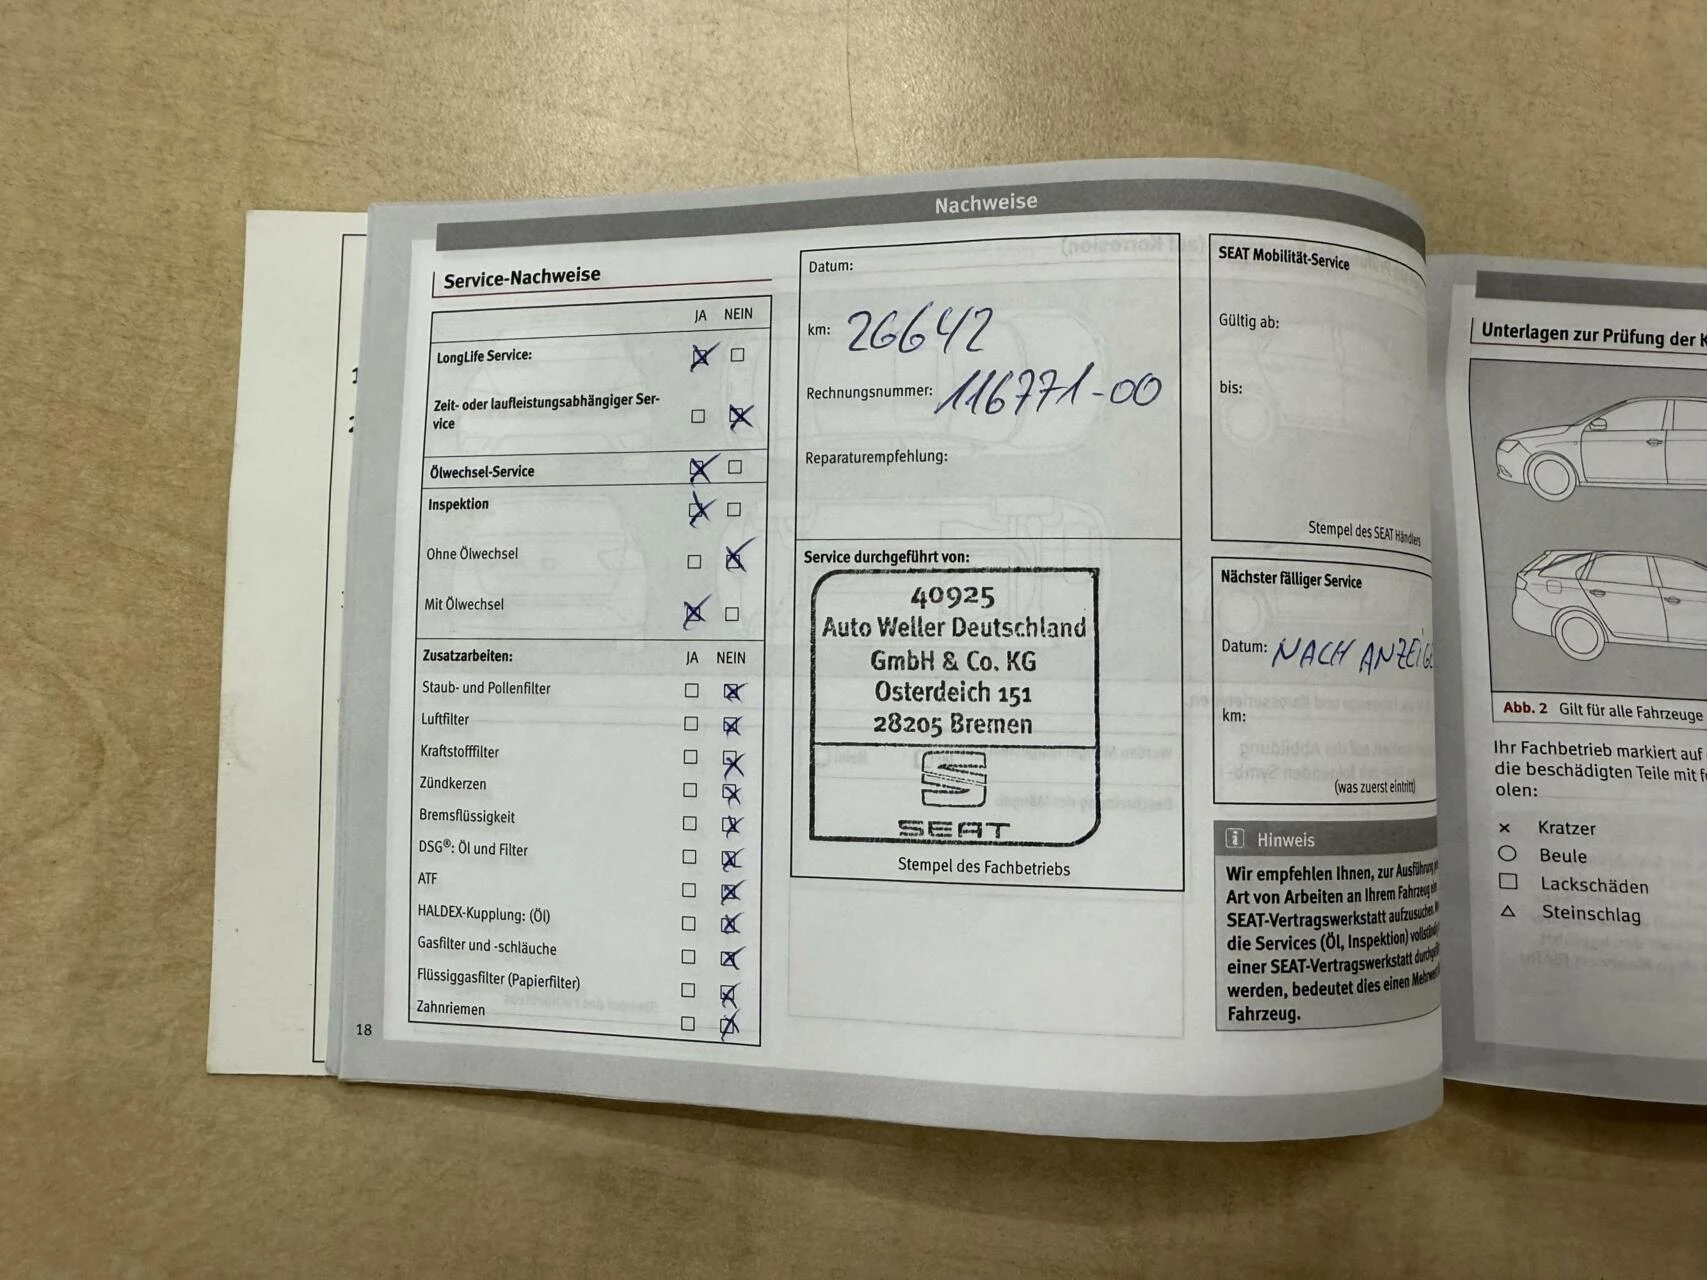 Nachweise
Service-Nachweise
JA NEIN
LongLife Service:
Zeit- oder laufleistungsabhängiger Ser-
vice
Ölwechsel-Service
Inspektion
Ohne Ölwechsel
Mit Ölwechsel
Zusatzarbeiten: JA NEIN
Staub- und Pollenfilter
Luftfilter
Kraftstofffilter
Zündkerzen
Bremsflüssigkeit
DSG®: Öl und Filter
ATF
HALDEX-Kupplung: (Öl)
Gasfilter und -schläuche
Flüssiggasfilter (Papierfilter)
Zahnriemen
18
Datum:
km: 26642
Rechnungsnummer: 116771-00
Reparaturempfehlung:
Service durchgeführt von:
40925
Auto Weller Deutschland
GmbH & Co. KG
Osterdeich 151
28205 Bremen
SEAT
Stempel des Fachbetriebs
SEAT Mobilität-Service
Gültig ab:
bis:
Stempel des SEAT Händlers
Nächster fälliger Service
Datum: NACH ANZEIGE
km:
(was zuerst eintritt)
Hinweis
Wir empfehlen Ihnen, zur Ausführung
Art von Arbeiten an Ihrem Fahrzeug
SEAT-Vertragswerkstatt aufzusuchen.
die Services (Öl, Inspektion)
einer SEAT-Vertragswerkstatt
werden, bedeutet dies einen
Fahrzeug.
Unterlagen zur Prüfung der K
Abb. 2 Gilt für alle Fahrzeuge
Ihr Fachbetrieb markiert auf
die beschädigten Teile mit f
olen:
Kratzer
Beule
Lackschäden
Steinschlag